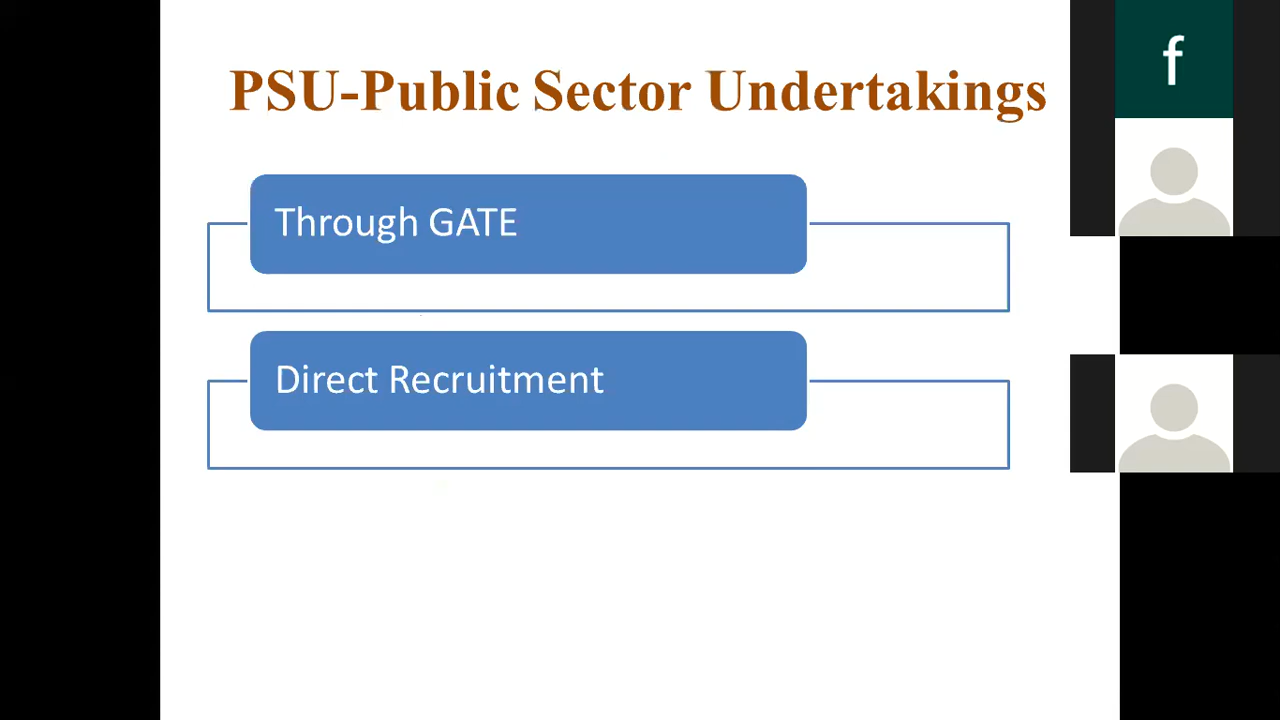 PSU-Public Sector Undertakings
f
Through GATE
Direct Recruitment